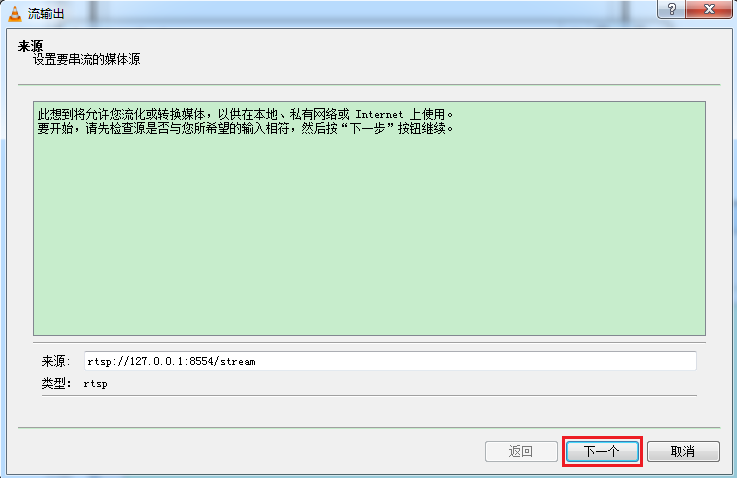 流输出
来源
设置要串流的媒体源
此想到将允许您流化或转换媒体，以供在本地、私有网络或 Internet 上使用。
要开始，请先检查源是否与您所希望的输入相符，然后按“下一步”按钮继续。
来源: rtsp://127.0.0.1:8554/stream
类型: rtsp
返回 下一个 取消